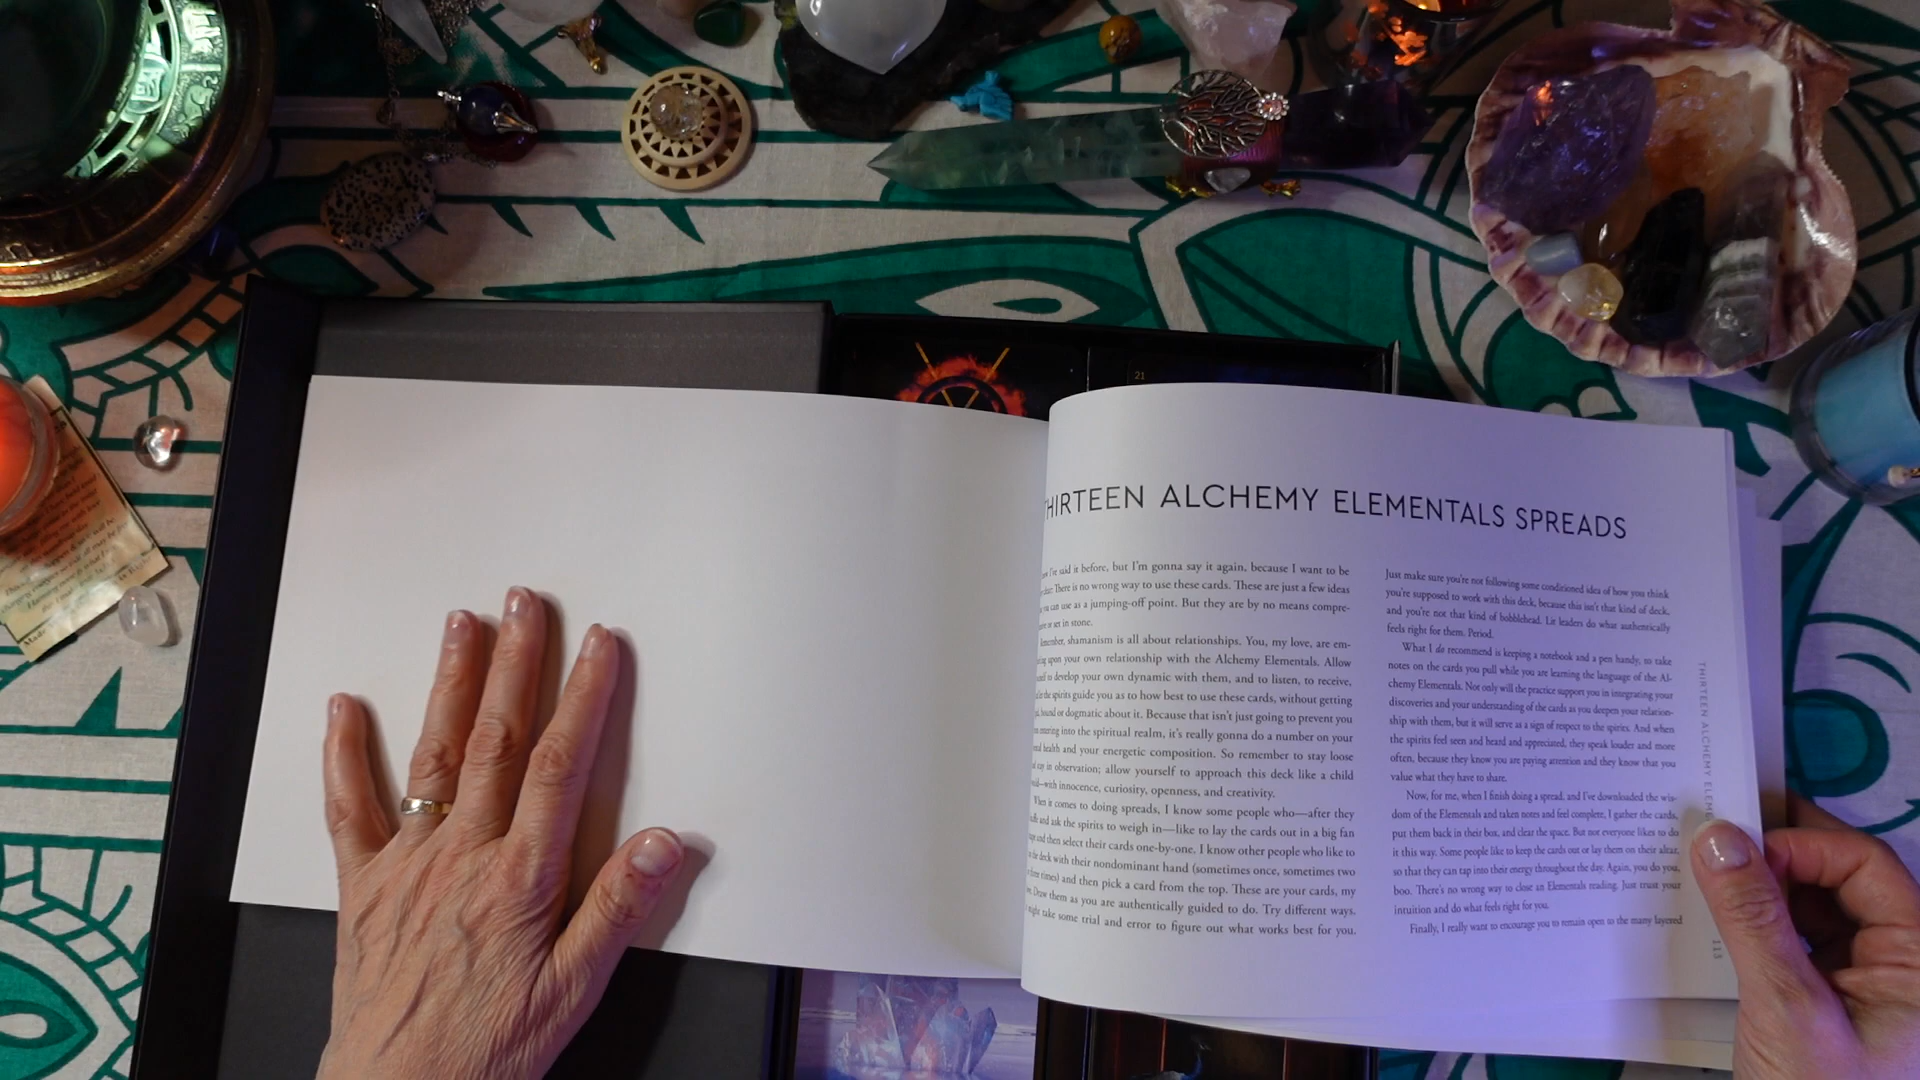 21
THIRTEEN ALCHEMY ELEMENTALS SPREADS
I've said it before, but I'm gonna say it again, because I want to be
There is no wrong way to use these cards. These are just a few ideas
you can use as a jumping-off point. But they are by no means compre-
or set in stone.
Remember, shamanism is all about relationships. You, my love, are em-
upon your own relationship with the Alchemy Elementals. Allow
to develop your own dynamic with them, and to listen, to receive,
let the spirits guide you as to how best to use these cards, without getting
bound or dogmatic about it. Because that isn't just going to prevent you
entering into the spiritual realm, it's really gonna do a number on your
health and your energetic composition. So remember to stay loose
stay in observation; allow yourself to approach this deck like a child
—with innocence, curiosity, openness, and creativity.
When it comes to doing spreads, I know some people who—after they
and ask the spirits to weigh in—like to lay the cards out in a big fan
and then select their cards one-by-one. I know other people who like to
the deck with their nondominant hand (sometimes once, sometimes two
three times) and then pick a card from the top. These are your cards, my
Draw them as you are authentically guided to do. Try different ways.
might take some trial and error to figure out what works best for you.
Just make sure you're not following some conditioned idea of how you think
you're supposed to work with this deck, because this isn't that kind of deck,
and you're not that kind of bobblehead. Lit leaders do what authentically
feels right for them. Period.
What I do recommend is keeping a notebook and a pen handy, to take
notes on the cards you pull while you are learning the language of the Al-
chemy Elementals. Not only will the practice support you in integrating your
discoveries and your understanding of the cards as you deepen your relation-
ship with them, but it will serve as a sign of respect to the spirits. And when
the spirits feel seen and heard and appreciated, they speak louder and more
often, because they know you are paying attention and they know that you
value what they have to share.
Now, for me, when I finish doing a spread, and I've downloaded the wis-
dom of the Elementals and taken notes and feel complete, I gather the cards,
put them back in their box, and clear the space. But not everyone likes to do
it this way. Some people like to keep the cards out or lay them on their altar,
so that they can tap into their energy throughout the day. Again, you do you,
boo. There's no wrong way to close an Elementals reading. Just trust your
intuition and do what feels right for you.
Finally, I really want to encourage you to remain open to the many layered
THIRTEEN ALCHEMY ELEM
113